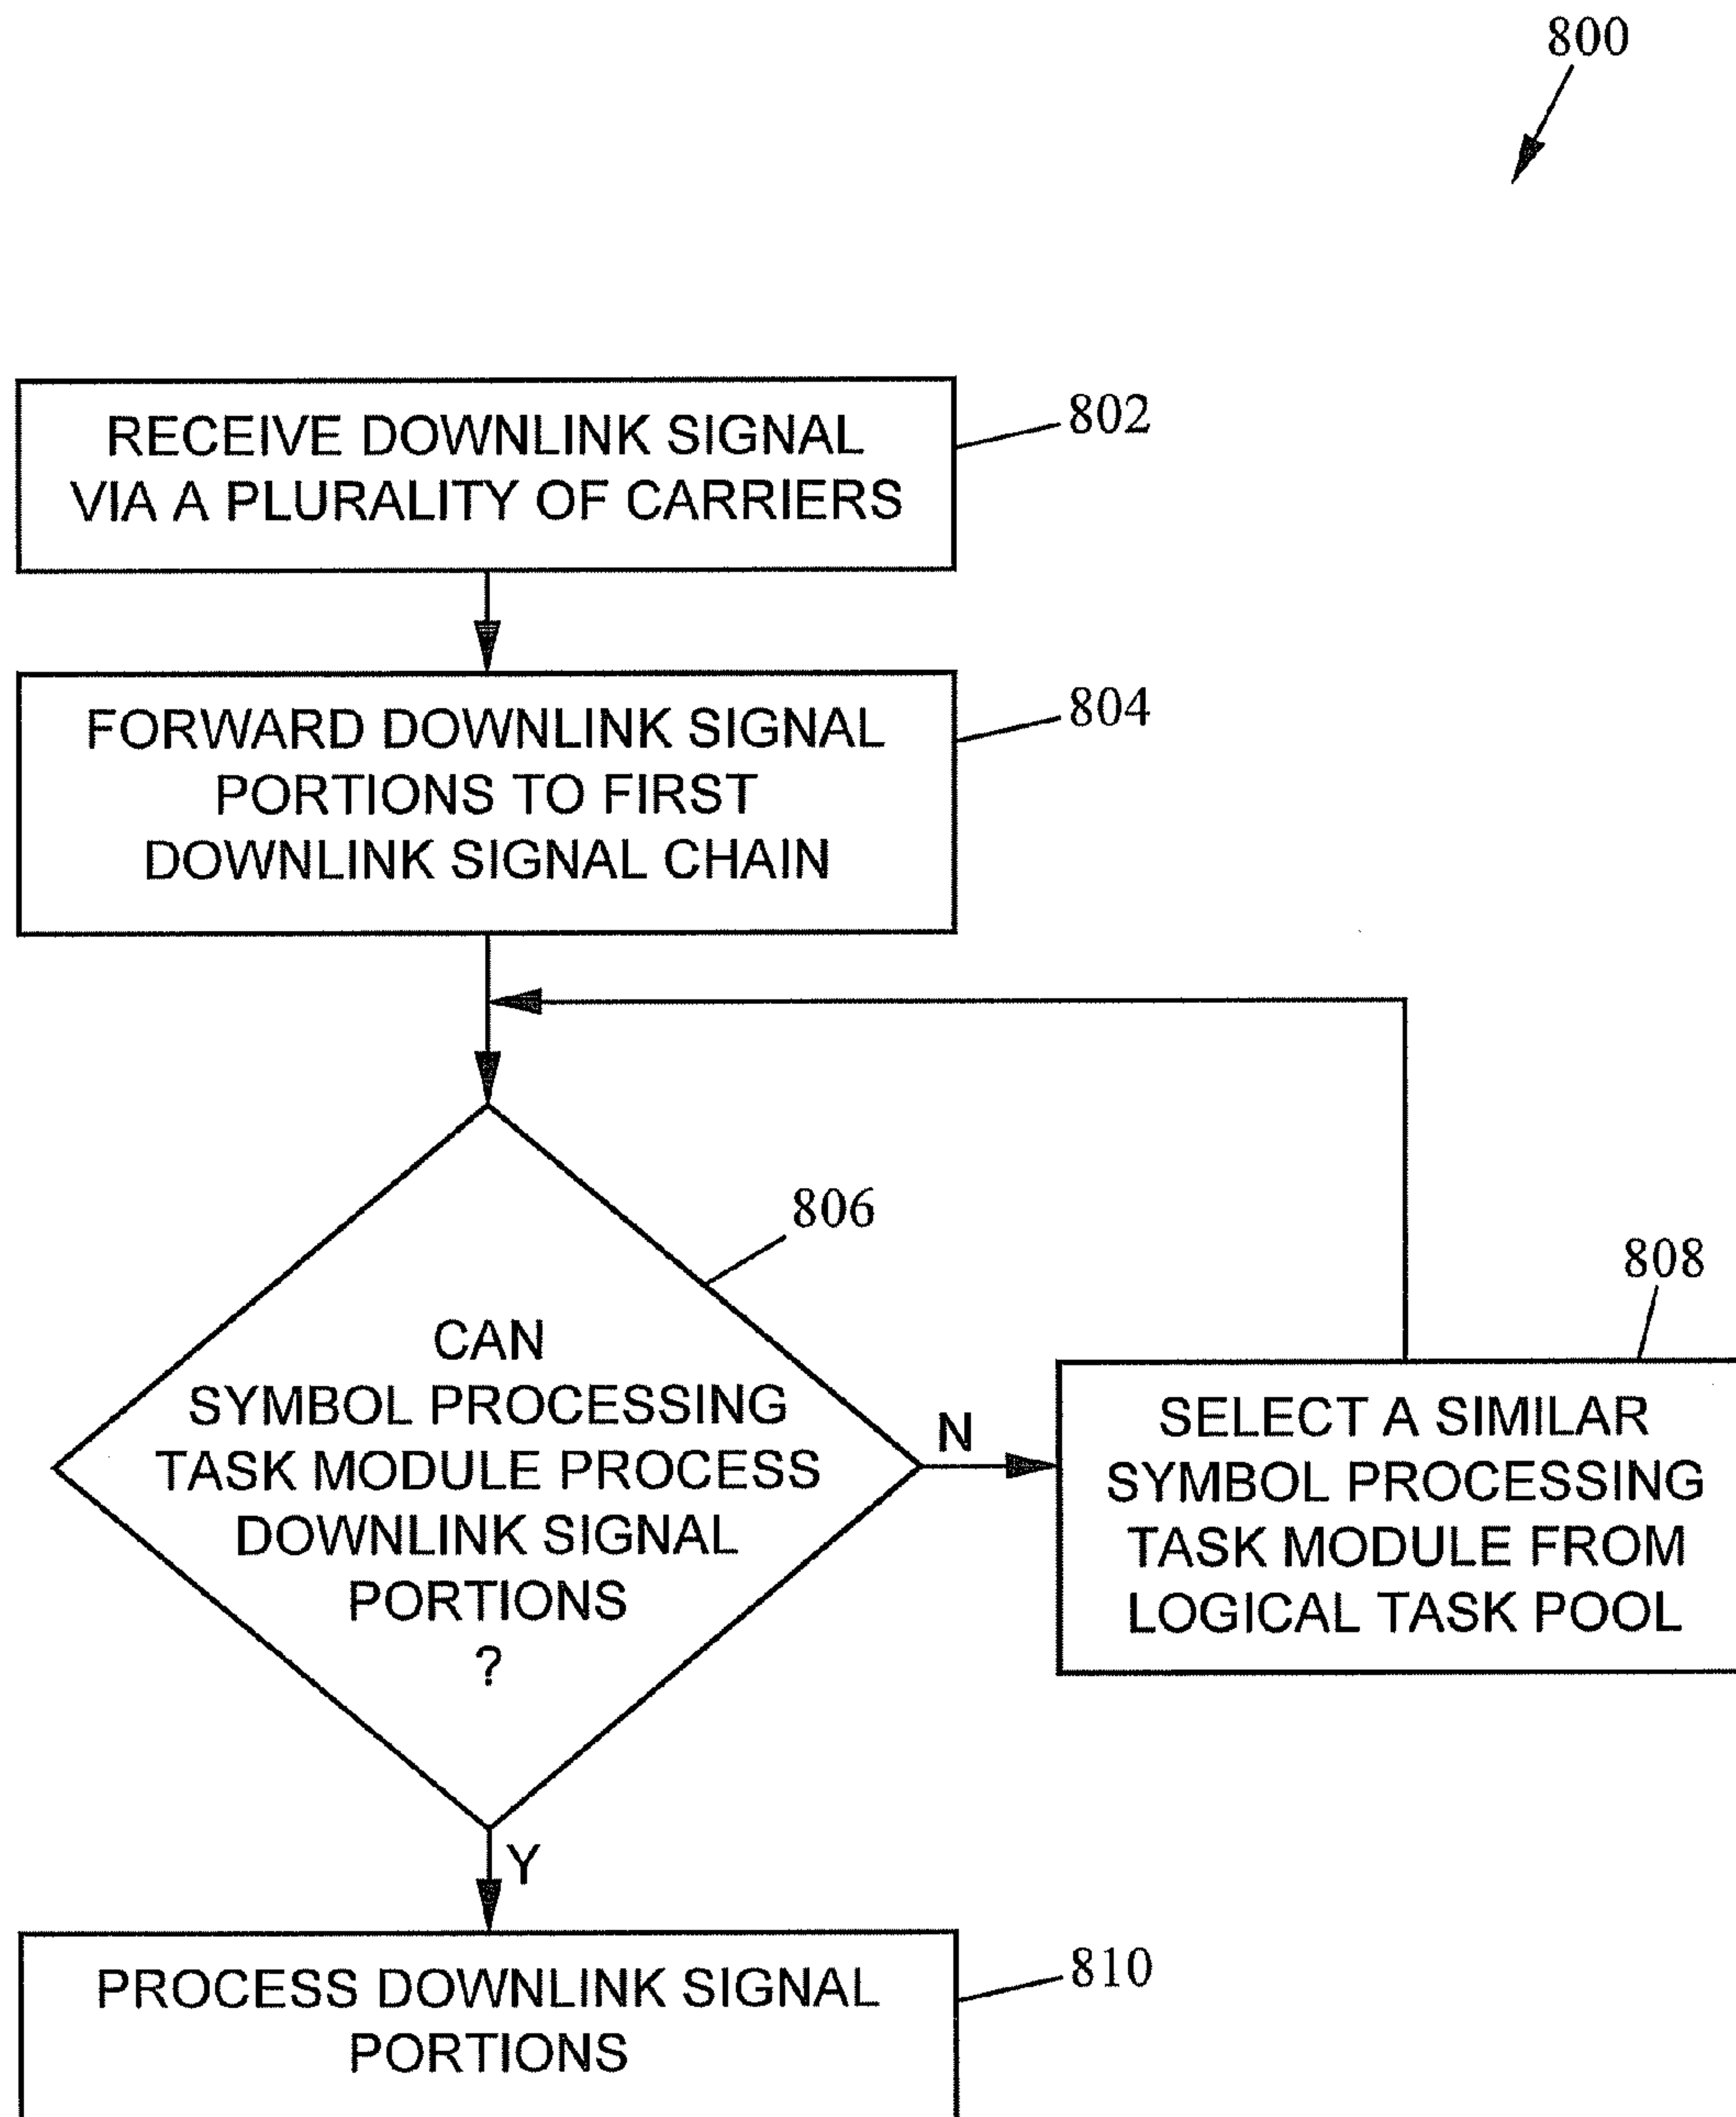 800
RECEIVE DOWNLINK SIGNAL
VIA A PLURALITY OF CARRIERS
802
FORWARD DOWNLINK SIGNAL
PORTIONS TO FIRST
DOWNLINK SIGNAL CHAIN
804
806
CAN
SYMBOL PROCESSING
TASK MODULE PROCESS
DOWNLINK SIGNAL
PORTIONS
?
N
808
SELECT A SIMILAR
SYMBOL PROCESSING
TASK MODULE FROM
LOGICAL TASK POOL
Y
PROCESS DOWNLINK SIGNAL
PORTIONS
810